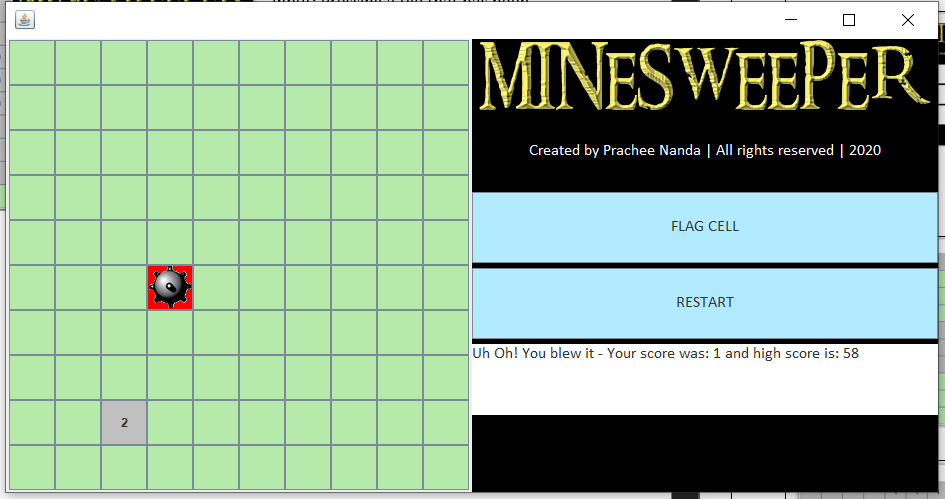 MINESWEEPER
Created by Prachee Nanda | All rights reserved | 2020
FLAG CELL
RESTART
Uh Oh! You blew it - Your score was: 1 and high score is: 58
2